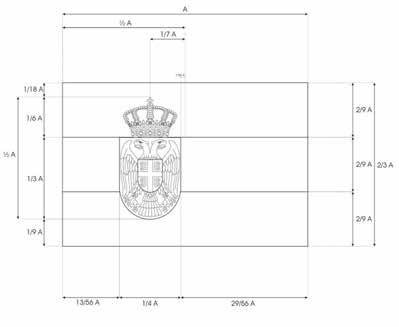 A
½ A
1/7 A
1/18 A
1/6 A
½ A
1/3 A
1/9 A
2/9 A
2/9 A
2/3 A
2/9 A
13/56 A
1/4 A
29/56 A